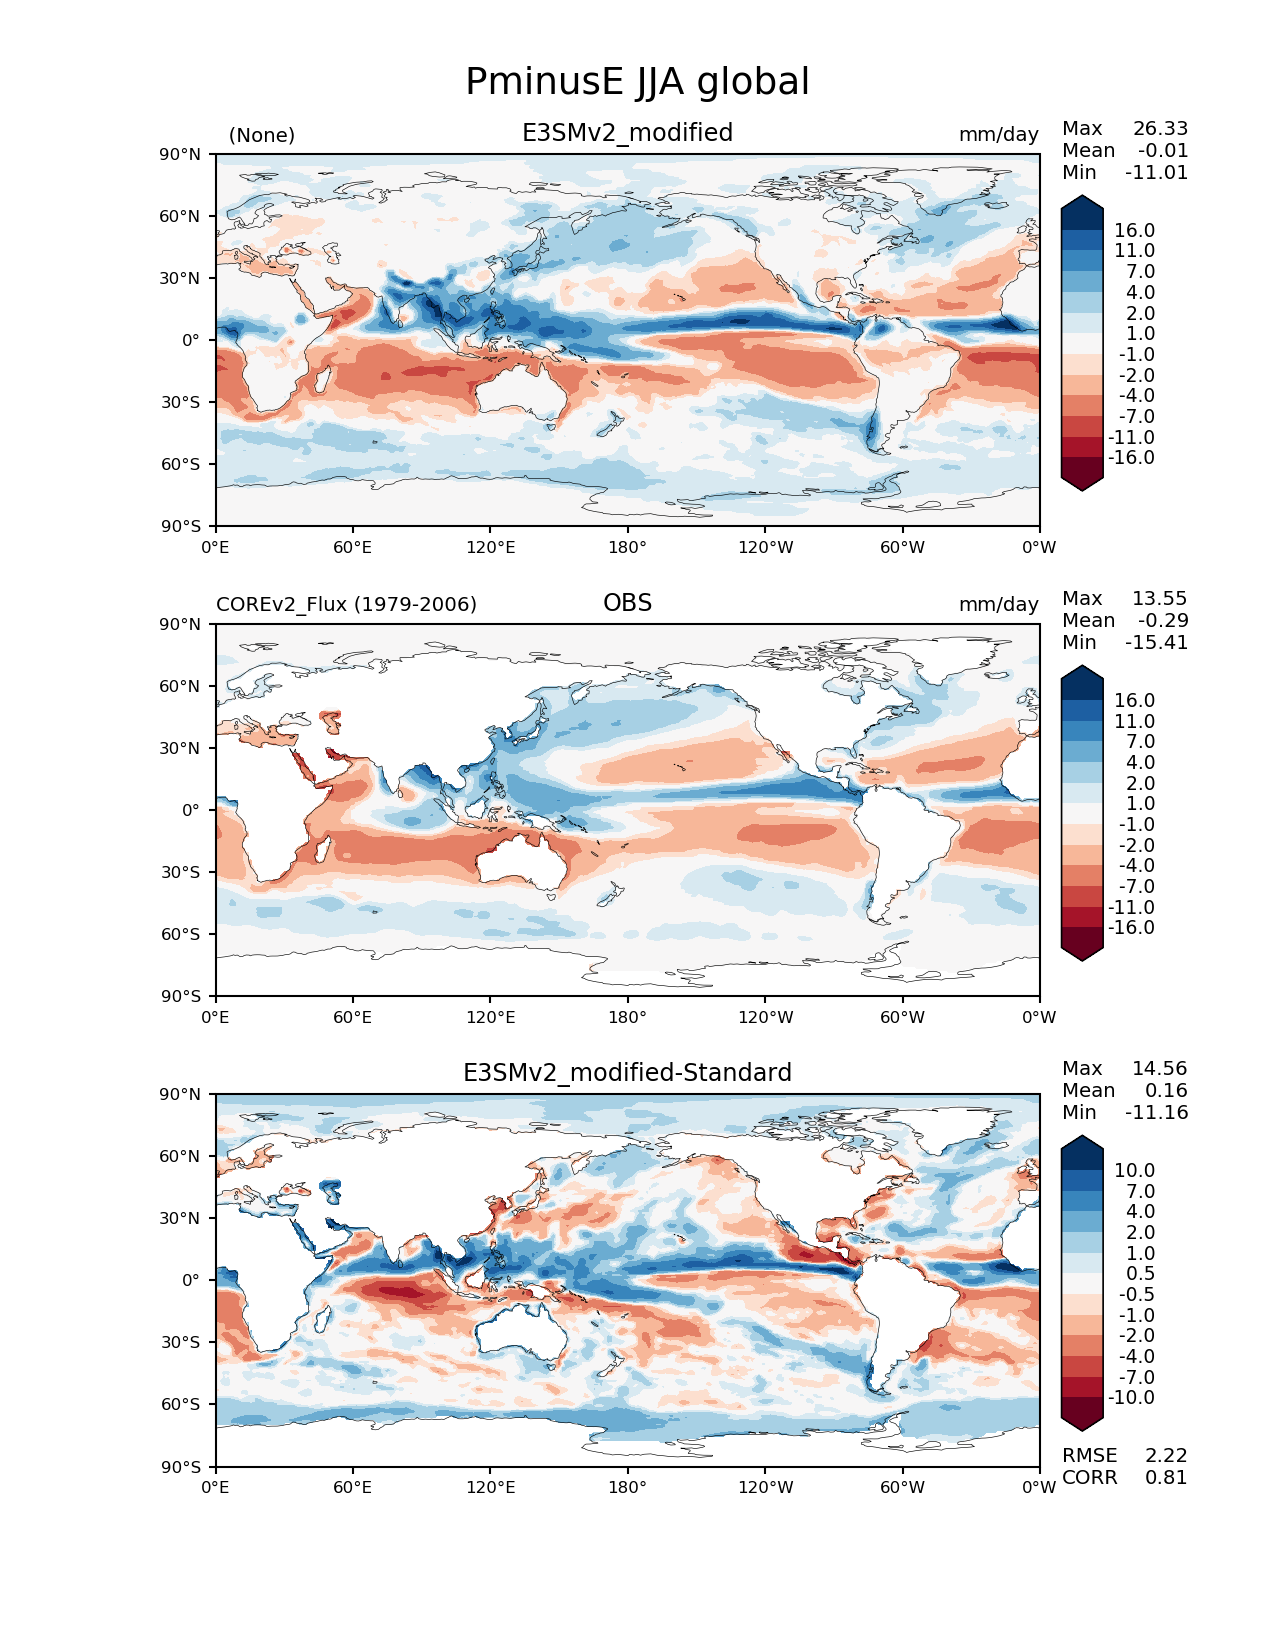 PminusE JJA global
(None) E3SMv2_modified mm/day
Max 26.33
Mean -0.01
Min -11.01
90°N
60°N
30°N
0°
30°S
60°S
90°S
0°E 60°E 120°E 180° 120°W 60°W 0°W
16.0
11.0
7.0
4.0
2.0
1.0
-1.0
-2.0
-4.0
-7.0
-11.0
-16.0
COREv2_Flux (1979-2006) OBS mm/day
Max 13.55
Mean -0.29
Min -15.41
90°N
60°N
30°N
0°
30°S
60°S
90°S
0°E 60°E 120°E 180° 120°W 60°W 0°W
16.0
11.0
7.0
4.0
2.0
1.0
-1.0
-2.0
-4.0
-7.0
-11.0
-16.0
E3SMv2_modified-Standard
Max 14.56
Mean 0.16
Min -11.16
90°N
60°N
30°N
0°
30°S
60°S
90°S
0°E 60°E 120°E 180° 120°W 60°W 0°W
10.0
7.0
4.0
2.0
1.0
0.5
-0.5
-1.0
-2.0
-4.0
-7.0
-10.0
RMSE 2.22
CORR 0.81